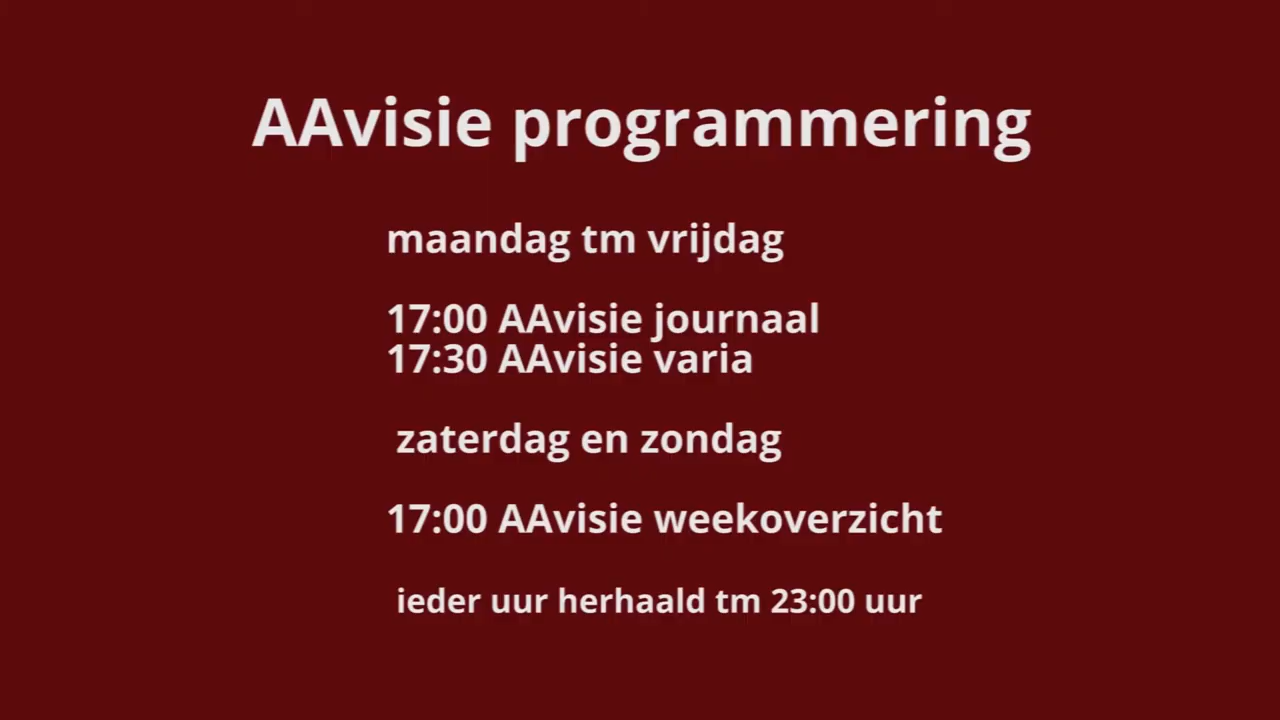 AAvisie programmering
maandag tm vrijdag
17:00 AAvisie journaal
17:30 AAvisie varia
zaterdag en zondag
17:00 AAvisie weekoverzicht
ieder uur herhaald tm 23:00 uur